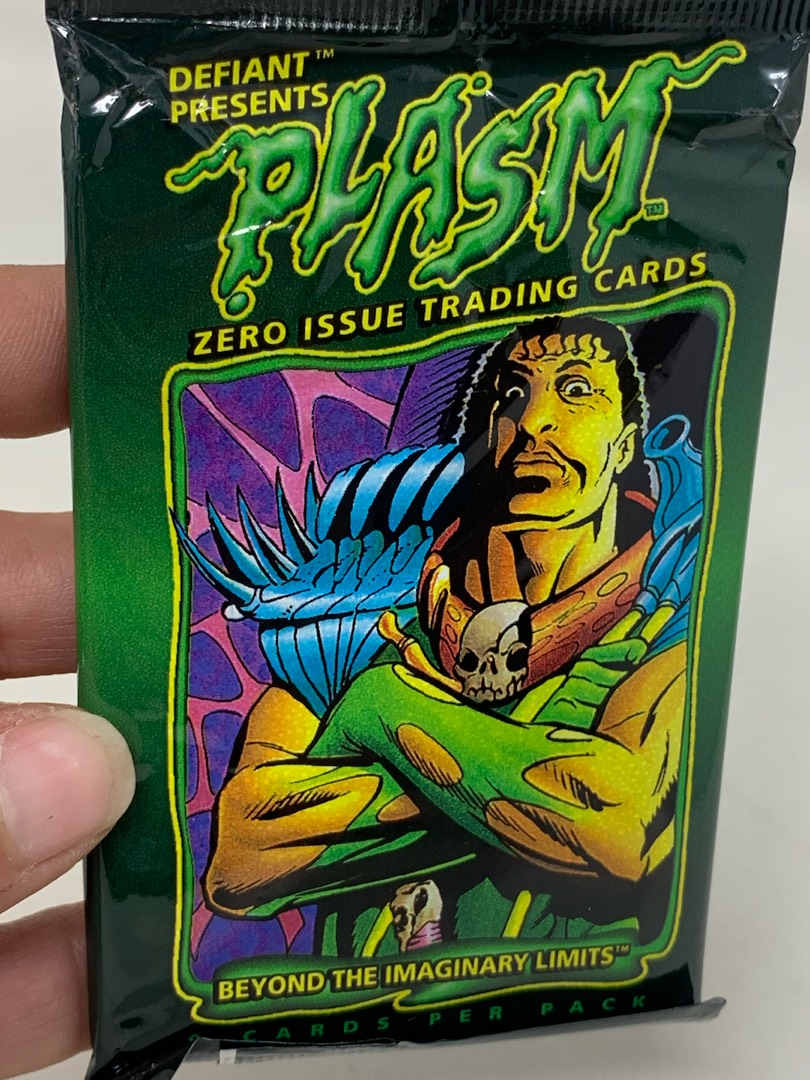 DEFIANT™
PRESENTS
PLASM™
ZERO ISSUE TRADING CARDS
BEYOND THE IMAGINARY LIMITS™
CARDS PER PACK